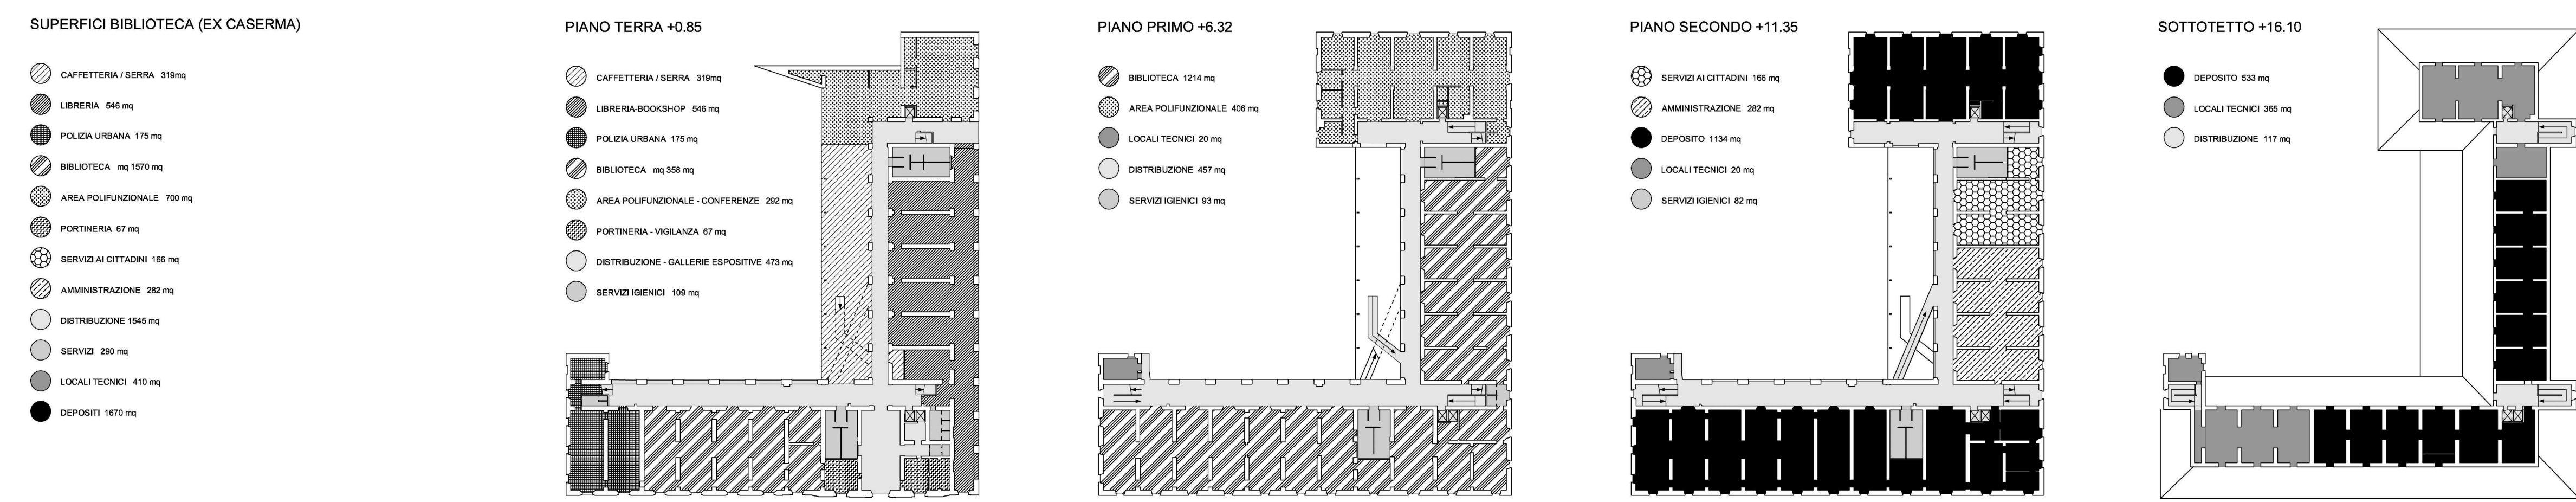 SUPERFICI BIBLIOTECA (EX CASERMA)
CAFFETTERIA / SERRA 319mq
LIBRERIA 546 mq
POLIZIA URBANA 175 mq
BIBLIOTECA mq 1570 mq
AREA POLIFUNZIONALE 700 mq
PORTINERIA 67 mq
SERVIZI AI CITTADINI 166 mq
AMMINISTRAZIONE 282 mq
DISTRIBUZIONE 1545 mq
SERVIZI 290 mq
LOCALI TECNICI 410 mq
DEPOSITI 1670 mq
PIANO TERRA +0.85
CAFFETTERIA / SERRA 319mq
LIBRERIA-BOOKSHOP 546 mq
POLIZIA URBANA 175 mq
BIBLIOTECA mq 358 mq
AREA POLIFUNZIONALE - CONFERENZE 292 mq
PORTINERIA - VIGILANZA 67 mq
DISTRIBUZIONE - GALLERIE ESPOSITIVE 473 mq
SERVIZI IGIENICI 109 mq
PIANO PRIMO +6.32
BIBLIOTECA 1214 mq
AREA POLIFUNZIONALE 406 mq
LOCALI TECNICI 20 mq
DISTRIBUZIONE 457 mq
SERVIZI IGIENICI 93 mq
PIANO SECONDO +11.35
SERVIZI AI CITTADINI 166 mq
AMMINISTRAZIONE 282 mq
DEPOSITO 1134 mq
LOCALI TECNICI 20 mq
SERVIZI IGIENICI 82 mq
SOTTOTETTO +16.10
DEPOSITO 533 mq
LOCALI TECNICI 365 mq
DISTRIBUZIONE 117 mq